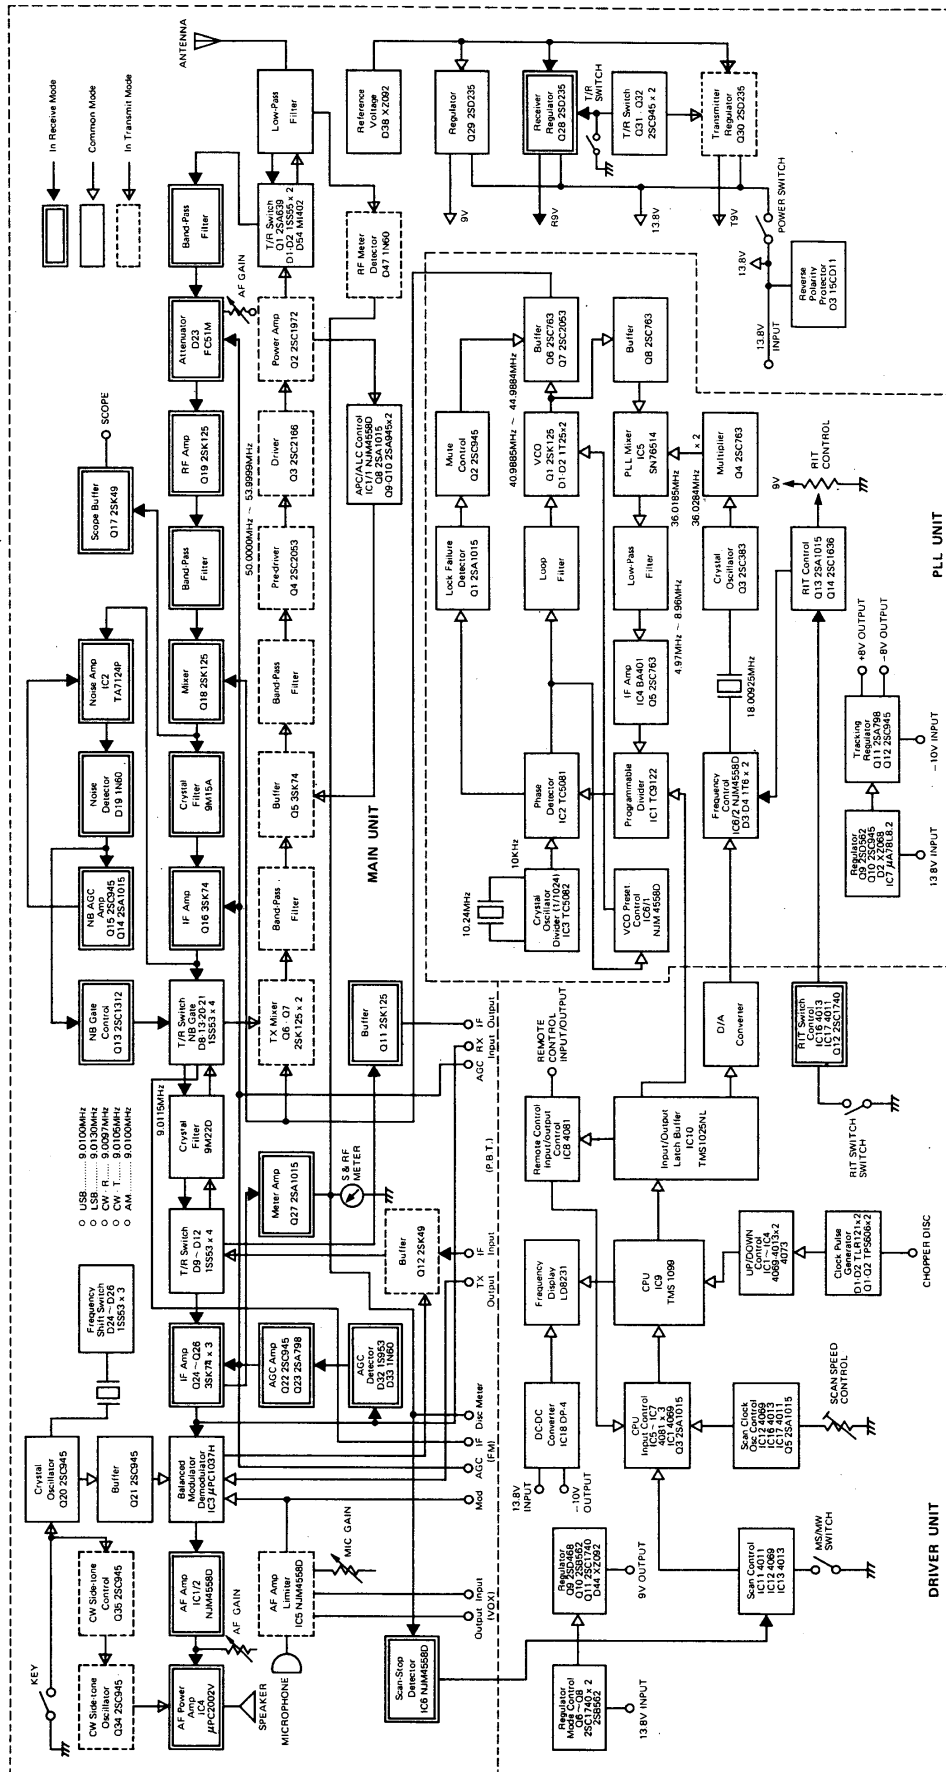 KEY
CW Side-tone
Oscillator
Q34 2SC945
CW Side-tone
Control
Q35 2SC945
Crystal
Oscillator
Q20 2SC945
Buffer
Q21 2SC945
Frequency
Shift Switch
D24 ~ D26
1SS53 x 3
○ USB......... 9.0100MHz
○ LSB......... 9.0130MHz
○ CW · R..... 9.0097MHz
○ CW · T..... 9.0105MHz
○ AM.......... 9.0100MHz
NB Gate
Control
Q13 2SC1312
NB AGC
Amp
Q15 2SC945
Q14 2SA1015
Noise
Detector
D19 1N60
Noise Amp
IC2
TA7124P
Scope Buffer
Q17 2SK49
SCOPE
In Receive Mode
Common Mode
In Transmit Mode
AF Power
Amp
IC4
μPC2002V
SPEAKER
AF GAIN
AF Amp
IC1/2
NJM4558D
Balanced
Modulator
Demodulator
IC3 μPC1037H
IF Amp
Q24 ~ Q26
3SK74 x 3
T/R Switch
D9 ~ D12
1SS53 x 4
Crystal
Filter
9M22D
9.0115MHz
T/R Switch
NB Gate
D8·13·20·21
1SS53 x 4
IF Amp
Q16 3SK74
Crystal
Filter
9M15A
Mixer
Q18 2SK125
Band-Pass
Filter
RF Amp
Q19 2SK125
Attenuator
D23
FC51M
Band-Pass
Filter
AF GAIN
ANTENNA
MICROPHONE
AF Amp
Limiter
IC5 NJM4558D
MIC GAIN
AGC Amp
Q22 2SC945
Q23 2SA798
AGC
Detector
D32 1S953
D33 1N60
Meter Amp
Q27 2SA1015
S & RF
METER
Buffer
Q12 2SK49
TX Mixer
Q6 · Q7
2SK125 x 2
Buffer
Q11 2SK125
Band-Pass
Filter
Buffer
Q5 3SK74
Band-Pass
Filter
Pre-driver
Q4 2SC2053
50.0000MHz ~ 53.9999MHz
Driver
Q3 2SC2166
Power Amp
Q2 2SC1972
T/R Switch
Q1 2SA639
D1·D2 1SS55 x 2
D54 MI402
Low-Pass
Filter
APC/ALC Control
IC1/1 NJM4558D
Q8 2SA1015
Q9·Q10 2SA945x2
RF Meter
Detector
D47 1N60
MAIN UNIT
Output Input
(VOX)
Mod
AGC IF
(FM)
Disc Meter
TX IF
Output Input
(P.B.T.)
AGC RX IF
Input Output
Scan-Stop
Detector
IC6 NJM4558D
Reference
Voltage
D38 XZ092
Regulator
Q29 2SD235
9V
Receiver
Regulator
Q28 2SD235
R9V
T/R
SWITCH
T/R Switch
Q31 · Q32
2SC945 x 2
13.8V
Transmitter
Regulator
Q30 2SD235
T9V
POWER SWITCH
13.8V
13.8V
INPUT
Reverse
Polarity
Protector
D3 15CD11
Lock Failure
Detector
Q1 2SA1015
Mute
Control
Q2 2SC945
Buffer
Q6 2SC763
Q7 2SC2053
40.9885MHz ~ 44.9884MHz
10.24MHz
Crystal
Oscillator
Divider (1/1024)
IC3 TC5082
10KHz
Phase
Detector
IC2 TC5081
Loop
Filter
VCO
Q1 2SK125
D1·D2 1T25x2
Buffer
Q8 2SC763
VCO Preset.
Control
IC6/1
NJM 4558D
Programmable
Divider
IC1 TC9122
IF Amp
IC4 BA401
Q5 2SC763
4.97MHz ~ 8.96MHz
Low-Pass
Filter
PLL Mixer
IC5
SN76514
36.0185MHz
36.0284MHz
x 2
Multiplier
Q4 2SC763
Crystal
Oscillator
Q3 2SC383
18.00925MHz
Frequency
Control
IC6/2 NJM4558D
D3·D4 1T6 x 2
RIT Control
Q13 2SA1015
Q14 2SC1636
9V
RIT
CONTROL
Regulator
Q9 2SD562
Q10 2SC945
D2 XZ068
IC7 μA78L8.2
13.8V INPUT
Tracking
Regulator
Q11 2SA798
Q12 2SC945
+8V OUTPUT
−8V OUTPUT
−10V INPUT
PLL UNIT
REMOTE
CONTROL
INPUT/OUTPUT
Remote Control
Input/output
Control
IC8 4081
Input/Output
Latch Buffer
IC10
TMS1025NL
D/A
Converter
RIT Switch
Control
IC16 4013
IC17 4011
Q12 2SC1740
RIT SWITCH
SWITCH
Frequency
Display
LD8231
DC-DC
Converter
IC18 DP-4
13.8V
INPUT
−10V
OUTPUT
CPU
IC9
TMS 1099
UP/DOWN
Control
IC1 ~ IC4
4069·4013x2
4073
Clock Pulse
Generator
D1·D2 TLR121x2
Q1·Q2 TPS606x2
CHOPPER DISC
CPU
Input Control
IC5 ~ IC7
4081 x 3
IC14 4069
Q3 2SA1015
Scan Clock
Osc Control
IC12 4069
IC16 4013
IC17 4011
Q5 2SA1015
SCAN SPEED
CONTROL
Regulator
Mode Control
Q6 ~ Q8
2SC1740 x 2
2SB562
13.8V INPUT
Regulator
Q9 2SD468
Q10 2SB562
Q11 2SC1740
D44 XZ092
9V OUTPUT
Scan Control
IC11 4011
IC12 4069
IC13 4013
MS/MW
SWITCH
DRIVER UNIT